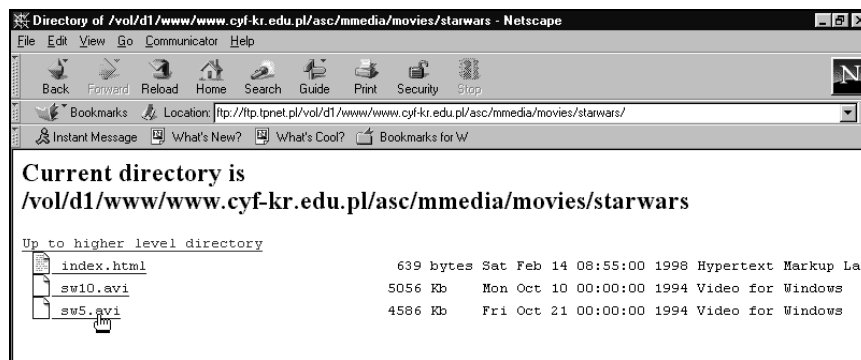 Directory of /vol/d1/www/www.cyf-kr.edu.pl/asc/mmedia/movies/starwars - Netscape
File Edit View Go Communicator Help
Back Forward Reload Home Search Guide Print Security Stop
N
Bookmarks Location: ftp://ftp.tpnet.pl/vol/d1/www/www.cyf-kr.edu.pl/asc/mmedia/movies/starwars/
Instant Message What's New? What's Cool? Bookmarks for W
Current directory is
/vol/d1/www/www.cyf-kr.edu.pl/asc/mmedia/movies/starwars
Up to higher level directory
index.html 639 bytes Sat Feb 14 08:55:00 1998 Hypertext Markup La
sw10.avi 5056 Kb Mon Oct 10 00:00:00 1994 Video for Windows
sw5.avi 4586 Kb Fri Oct 21 00:00:00 1994 Video for Windows